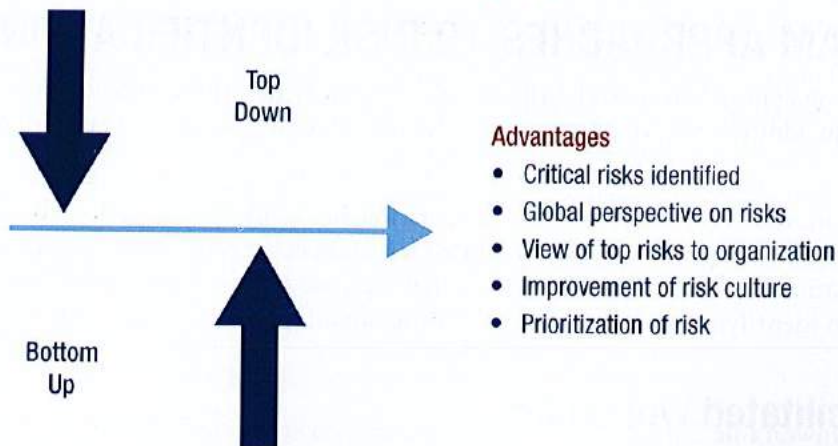 Top
Down
Advantages
• Critical risks identified
• Global perspective on risks
• View of top risks to organization
• Improvement of risk culture
• Prioritization of risk
Bottom
Up